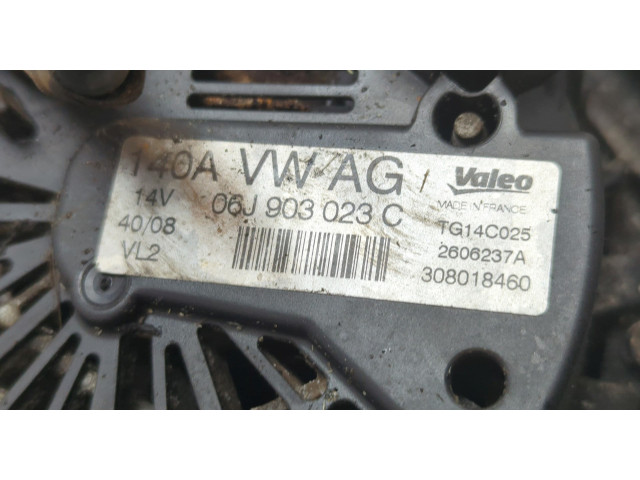 140A VW AG
14V 06J 903 023 C
40/08
VL2
Valeo
MADE IN FRANCE
TG14C025
2606237A
308018460